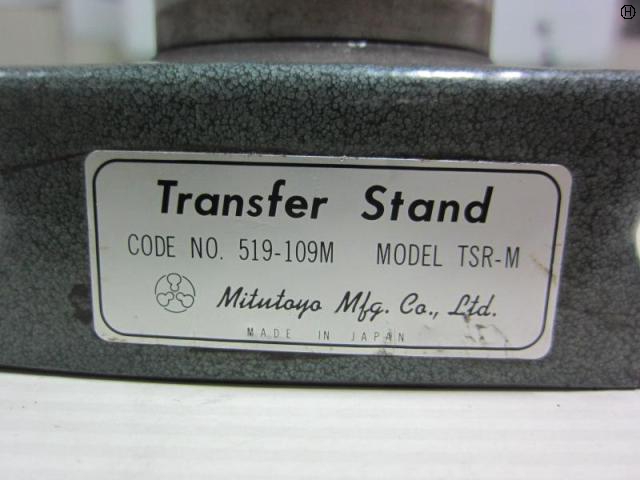 Transfer Stand
CODE NO. 519-109M MODEL TSR-M
Mitutoyo Mfg. Co., Ltd.
MADE IN JAPAN
H